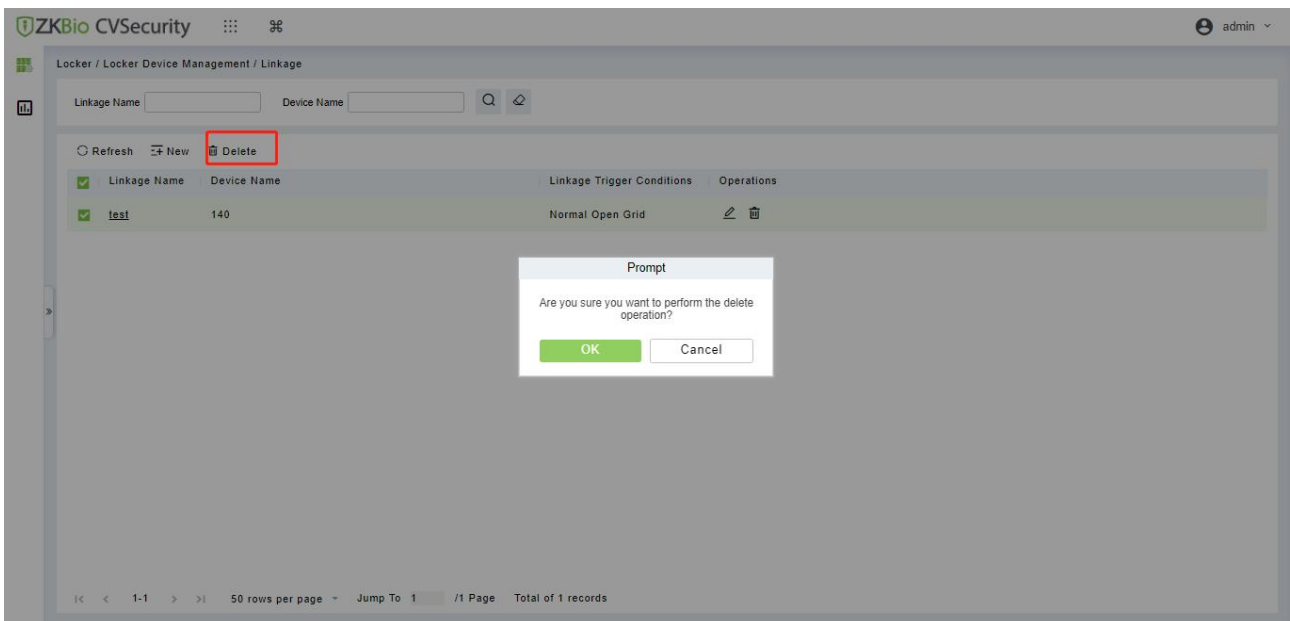 ZKBio CVSecurity admin
Locker / Locker Device Management / Linkage
Linkage Name Device Name
Refresh New Delete
Linkage Name Device Name Linkage Trigger Conditions Operations
test 140 Normal Open Grid
Prompt
Are you sure you want to perform the delete
operation?
OK Cancel
1-1 50 rows per page Jump To 1 /1 Page Total of 1 records